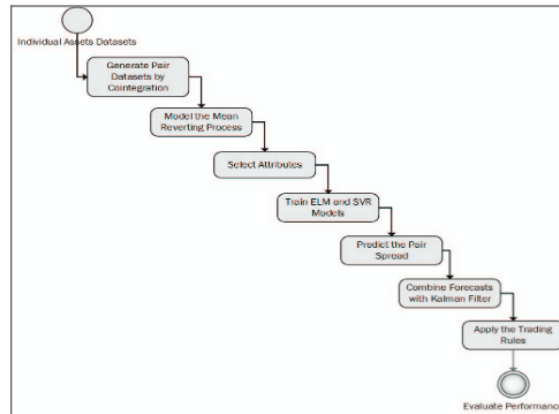 Individual Assets Datasets
Generate Pair
Datasets by
Cointegration
Model the Mean
Reverting Process
Select Attributes
Train ELM and SVR
Models
Predict the Pair
Spread
Combine Forecasts
with Kalman Filter
Apply the Trading
Rules
Evaluate Performance